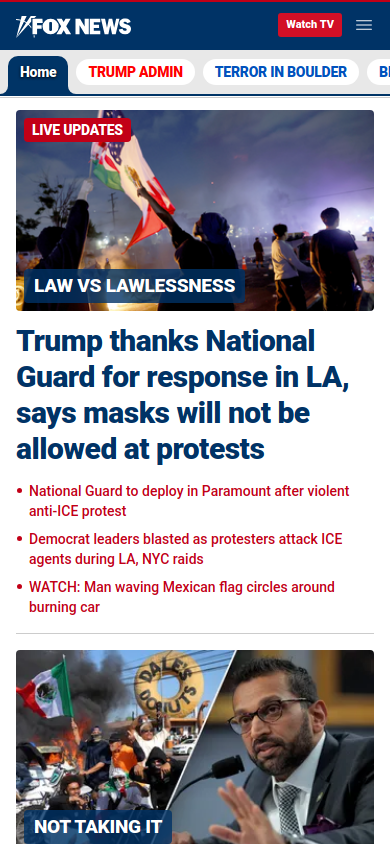 FOX NEWS
Watch TV
Home
TRUMP ADMIN
TERROR IN BOULDER
LIVE UPDATES
LAW VS LAWLESSNESS
Trump thanks National
Guard for response in LA,
says masks will not be
allowed at protests
• National Guard to deploy in Paramount after violent
anti-ICE protest
• Democrat leaders blasted as protesters attack ICE
agents during LA, NYC raids
• WATCH: Man waving Mexican flag circles around
burning car
DALE'S
DONUTS
NOT TAKING IT